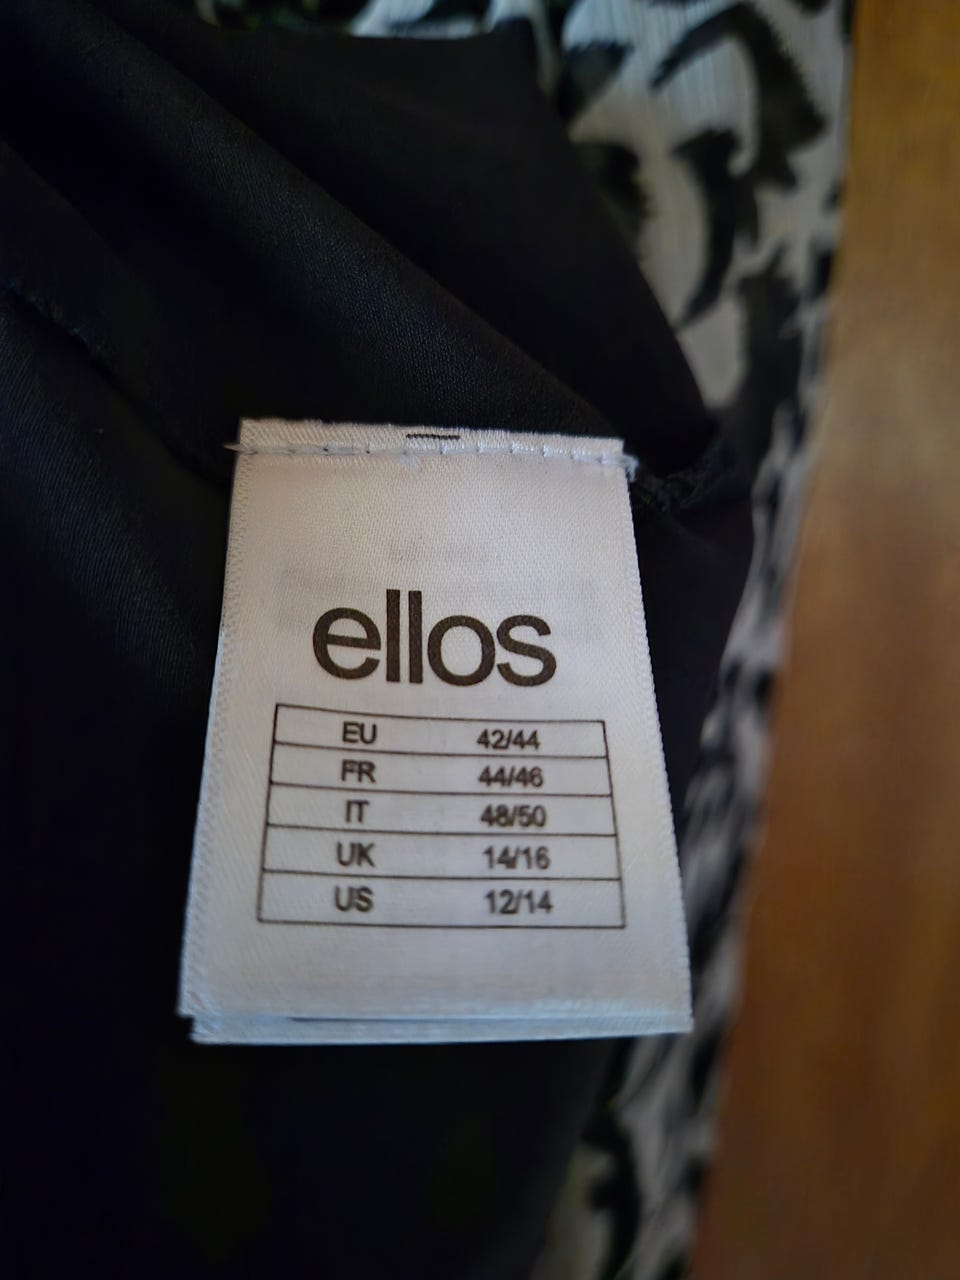 ellos
EU 42/44
FR 44/46
IT 48/50
UK 14/16
US 12/14